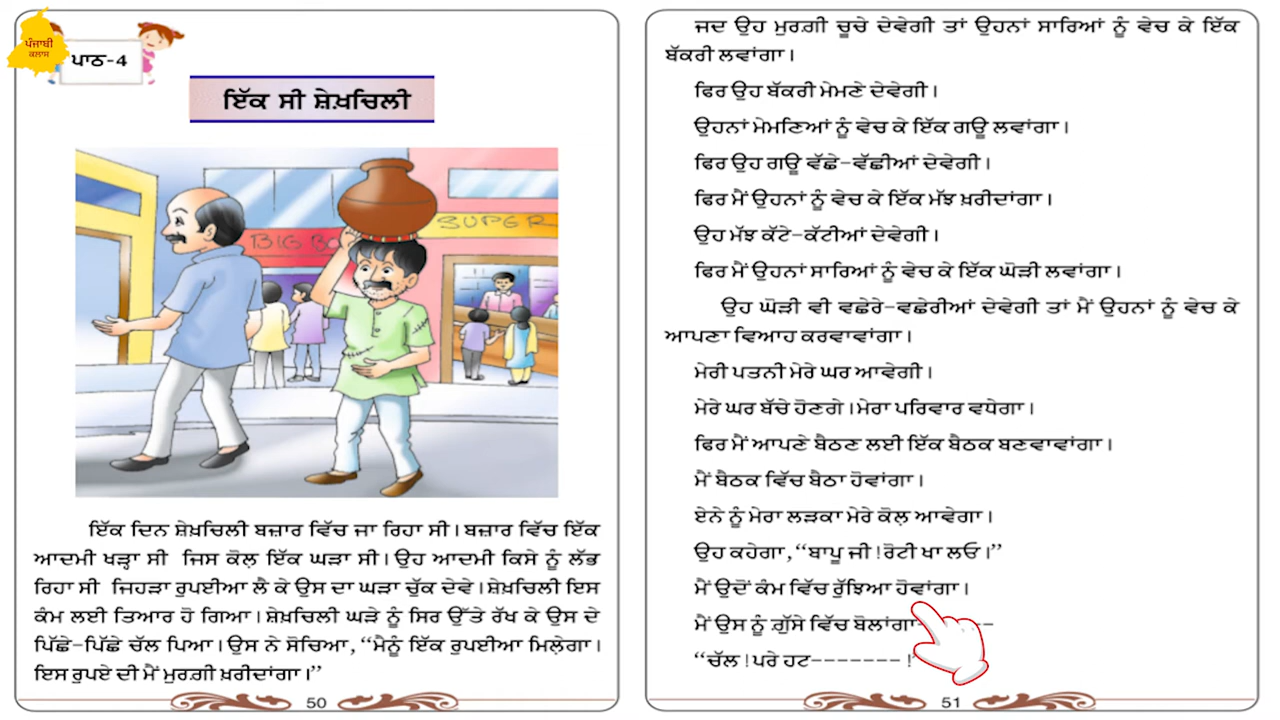 ਪੰਜਾਬੀ
ਕਲਾਸ
ਪਾਠ-4
ਇੱਕ ਸੀ ਸ਼ੇਖ਼ਚਿਲੀ
BIG BO
SUPER
ਇੱਕ ਦਿਨ ਸ਼ੇਖ਼ਚਿਲੀ ਬਜ਼ਾਰ ਵਿੱਚ ਜਾ ਰਿਹਾ ਸੀ। ਬਜ਼ਾਰ ਵਿੱਚ ਇੱਕ
ਆਦਮੀ ਖੜ੍ਹਾ ਸੀ ਜਿਸ ਕੋਲ਼ ਇੱਕ ਘੜਾ ਸੀ। ਉਹ ਆਦਮੀ ਕਿਸੇ ਨੂੰ ਲੱਭ
ਰਿਹਾ ਸੀ ਜਿਹੜਾ ਰੁਪਈਆ ਲੈ ਕੇ ਉਸ ਦਾ ਘੜਾ ਚੁੱਕ ਦੇਵੇ। ਸ਼ੇਖ਼ਚਿਲੀ ਇਸ
ਕੰਮ ਲਈ ਤਿਆਰ ਹੋ ਗਿਆ। ਸ਼ੇਖ਼ਚਿਲੀ ਘੜੇ ਨੂੰ ਸਿਰ ਉੱਤੇ ਰੱਖ ਕੇ ਉਸ ਦੇ
ਪਿੱਛੇ-ਪਿੱਛੇ ਚੱਲ ਪਿਆ। ਉਸ ਨੇ ਸੋਚਿਆ, “ਮੈਨੂੰ ਇੱਕ ਰੁਪਈਆ ਮਿਲ਼ੇਗਾ।
ਇਸ ਰੁਪਏ ਦੀ ਮੈਂ ਮੁਰਗ਼ੀ ਖ਼ਰੀਦਾਂਗਾ।”
50
ਜਦ ਉਹ ਮੁਰਗ਼ੀ ਚੂਚੇ ਦੇਵੇਗੀ ਤਾਂ ਉਹਨਾਂ ਸਾਰਿਆਂ ਨੂੰ ਵੇਚ ਕੇ ਇੱਕ
ਬੱਕਰੀ ਲਵਾਂਗਾ।
ਫਿਰ ਉਹ ਬੱਕਰੀ ਮੇਮਣੇ ਦੇਵੇਗੀ।
ਉਹਨਾਂ ਮੇਮਣਿਆਂ ਨੂੰ ਵੇਚ ਕੇ ਇੱਕ ਗਊ ਲਵਾਂਗਾ।
ਫਿਰ ਉਹ ਗਊ ਵੱਛੇ-ਵੱਛੀਆਂ ਦੇਵੇਗੀ।
ਫਿਰ ਮੈਂ ਉਹਨਾਂ ਨੂੰ ਵੇਚ ਕੇ ਇੱਕ ਮੱਝ ਖ਼ਰੀਦਾਂਗਾ।
ਉਹ ਮੱਝ ਕੱਟੇ-ਕੱਟੀਆਂ ਦੇਵੇਗੀ।
ਫਿਰ ਮੈਂ ਉਹਨਾਂ ਸਾਰਿਆਂ ਨੂੰ ਵੇਚ ਕੇ ਇੱਕ ਘੋੜੀ ਲਵਾਂਗਾ।
ਉਹ ਘੋੜੀ ਵੀ ਵਛੇਰੇ-ਵਛੇਰੀਆਂ ਦੇਵੇਗੀ ਤਾਂ ਮੈਂ ਉਹਨਾਂ ਨੂੰ ਵੇਚ ਕੇ
ਆਪਣਾ ਵਿਆਹ ਕਰਵਾਵਾਂਗਾ।
ਮੇਰੀ ਪਤਨੀ ਮੇਰੇ ਘਰ ਆਵੇਗੀ।
ਮੇਰੇ ਘਰ ਬੱਚੇ ਹੋਣਗੇ। ਮੇਰਾ ਪਰਿਵਾਰ ਵਧੇਗਾ।
ਫਿਰ ਮੈਂ ਆਪਣੇ ਬੈਠਣ ਲਈ ਇੱਕ ਬੈਠਕ ਬਣਵਾਵਾਂਗਾ।
ਮੈਂ ਬੈਠਕ ਵਿੱਚ ਬੈਠਾ ਹੋਵਾਂਗਾ।
ਏਨੇ ਨੂੰ ਮੇਰਾ ਲੜਕਾ ਮੇਰੇ ਕੋਲ਼ ਆਵੇਗਾ।
ਉਹ ਕਹੇਗਾ, “ਬਾਪੂ ਜੀ! ਰੋਟੀ ਖਾ ਲਓ।”
ਮੈਂ ਉਦੋਂ ਕੰਮ ਵਿੱਚ ਰੁੱਝਿਆ ਹੋਵਾਂਗਾ।
ਮੈਂ ਉਸ ਨੂੰ ਗ਼ੁੱਸੇ ਵਿੱਚ ਬੋਲਾਂਗਾ-
“ਚੱਲ! ਪਰੇ ਹਟ------- !
51